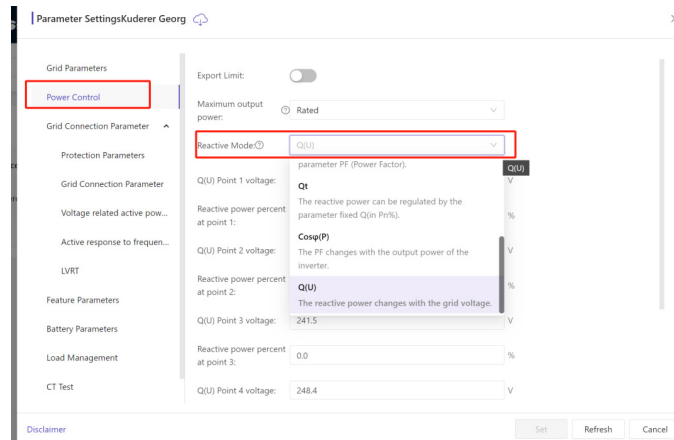 Parameter SettingsKuderer Georg
Grid Parameters
Power Control
Grid Connection Parameter
Protection Parameters
Grid Connection Parameter
Voltage related active pow...
Active response to frequen...
LVRT
Feature Parameters
Battery Parameters
Load Management
CT Test
Export Limit:
Maximum output
power:
Rated
Reactive Mode:
Q(U)
parameter PF (Power Factor).
Q(U)
Qt
The reactive power can be regulated by the
parameter fixed Q(in Pn%).
Cosφ(P)
The PF changes with the output power of the
inverter.
Q(U)
The reactive power changes with the grid voltage.
Q(U) Point 1 voltage:
V
Reactive power percent
at point 1:
%
Q(U) Point 2 voltage:
V
Reactive power percent
at point 2:
%
Q(U) Point 3 voltage:
241.5
V
Reactive power percent
at point 3:
0.0
%
Q(U) Point 4 voltage:
248.4
V
Disclaimer
Set
Refresh
Cancel